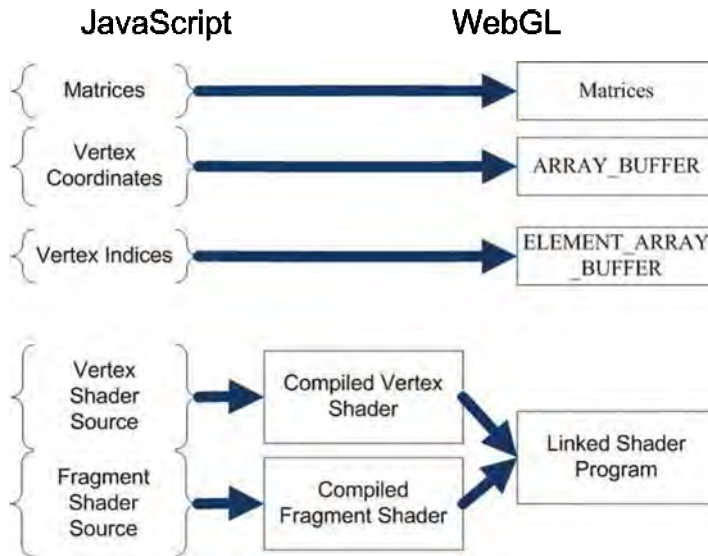 JavaScript WebGL
Matrices Matrices
Vertex
Coordinates
ARRAY_BUFFER
Vertex Indices
ELEMENT_ARRAY
_BUFFER
Vertex
Shader
Source
Compiled Vertex
Shader
Linked Shader
Program
Fragment
Shader
Source
Compiled
Fragment Shader